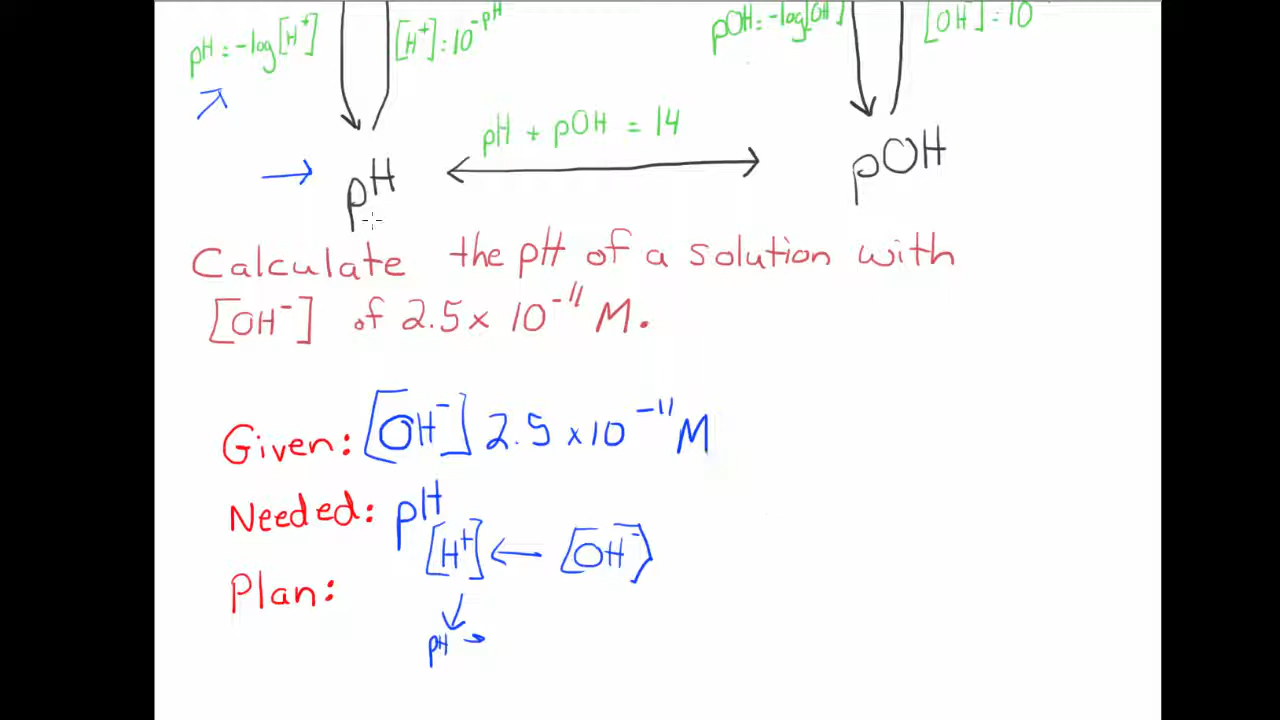 pH = -log[H⁺] [H⁺] = 10⁻ᵖᴴ pOH = -log[OH⁻] [OH⁻] = 10
pH + pOH = 14
pH pOH
Calculate the pH of a solution with
[OH⁻] of 2.5 x 10⁻¹¹ M.
Given: [OH⁻] 2.5 x 10⁻¹¹ M
Needed: pH
[H⁺] ← [OH⁻]
Plan:
pH